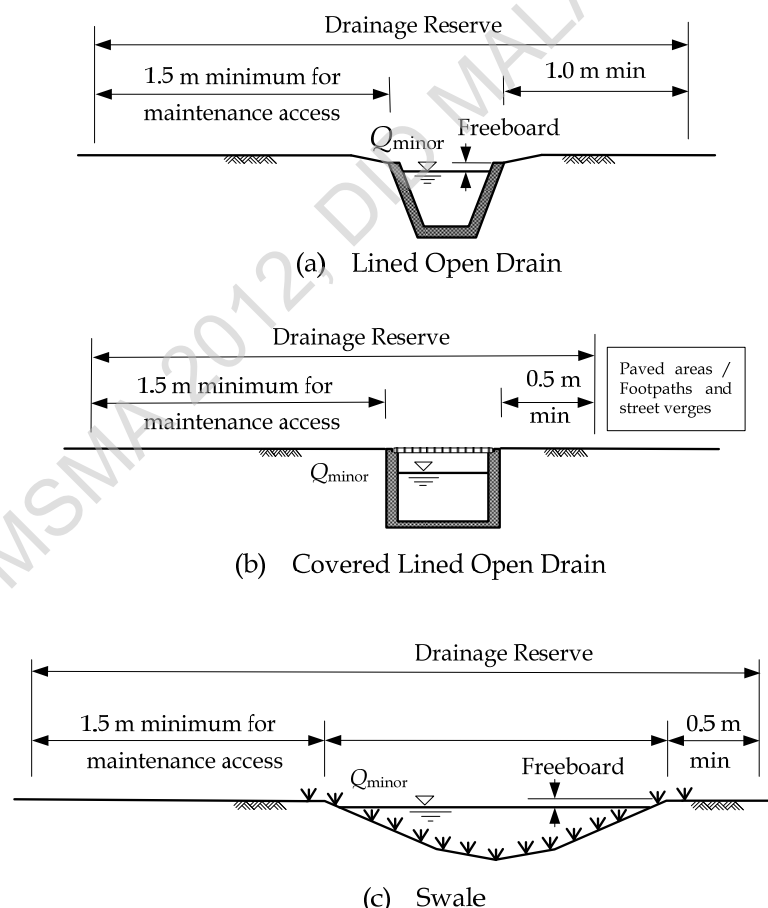 Drainage Reserve
1.5 m minimum for
maintenance access
1.0 m min
Qminor
Freeboard
(a) Lined Open Drain
Drainage Reserve
1.5 m minimum for
maintenance access
0.5 m
min
Paved areas /
Footpaths and
street verges
Qminor
(b) Covered Lined Open Drain
Drainage Reserve
1.5 m minimum for
maintenance access
0.5 m
min
Qminor
Freeboard
(c) Swale
MSMA 2012, DID MALA